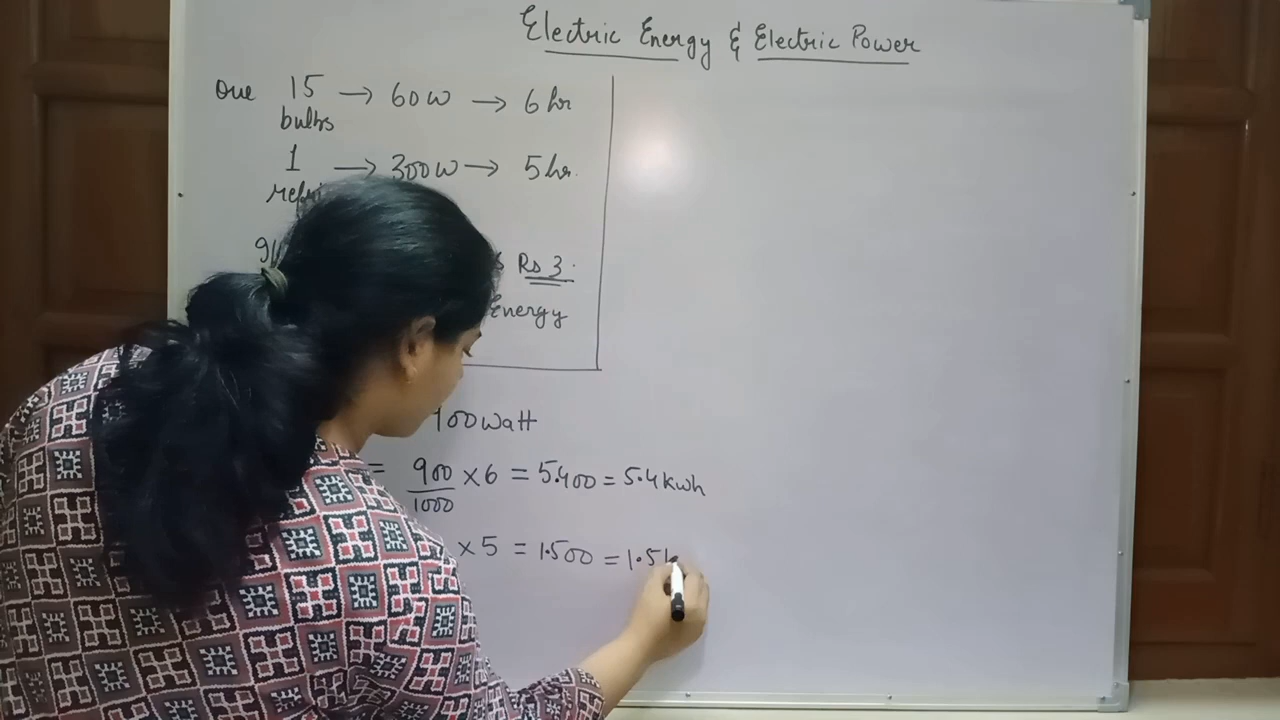 Electric Energy & Electric Power
One 15 → 60W → 6 hr
bulbs
1 → 300W → 5 hr.
Rs 3.
Energy
900 Watt
= 900/1000 × 6 = 5.400 = 5.4 kwh
× 5 = 1.500 = 1.5 k